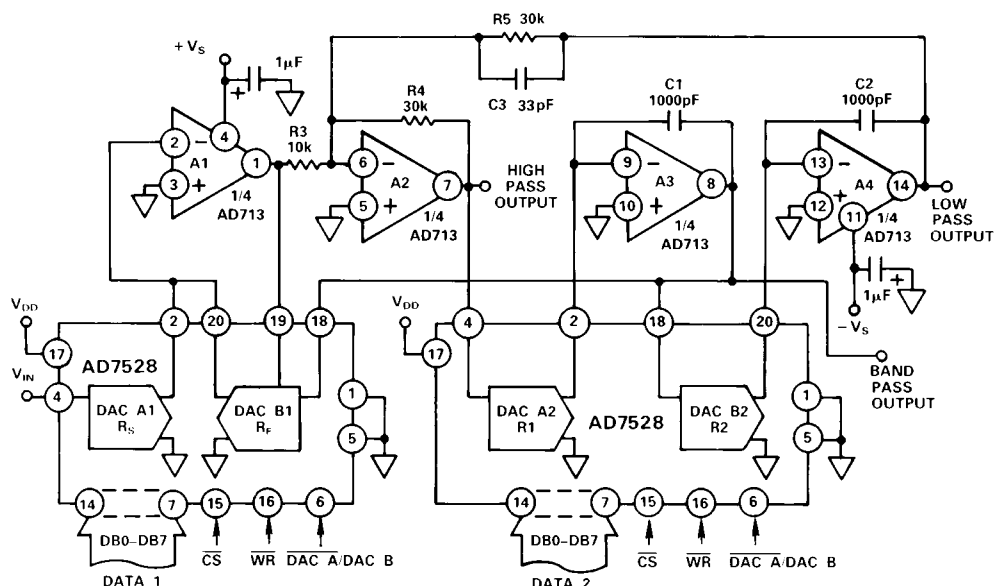 R5 30k
C3 33pF
+VS
1µF
+
R4
30k
R3
10k
C1
1000pF
C2
1000pF
2
−
4
A1
3
+
1
1/4
AD713
6
−
A2
5
+
7
1/4
AD713
HIGH
PASS
OUTPUT
9
−
A3
10
+
8
1/4
AD713
13
−
A4
12
+
11
14
1/4
AD713
LOW
PASS
OUTPUT
1µF
+
−VS
VDD
17
2
20
19
18
AD7528
VIN
4
DAC A1
RS
DAC B1
RF
1
5
14
7
15
16
6
DB0–DB7
CS
WR
DAC A/DAC B
DATA 1
VDD
4
17
2
18
20
DAC A2
R1
AD7528
DAC B2
R2
1
5
BAND
PASS
OUTPUT
14
7
15
16
6
DB0–DB7
CS
WR
DAC A/DAC B
DATA 2